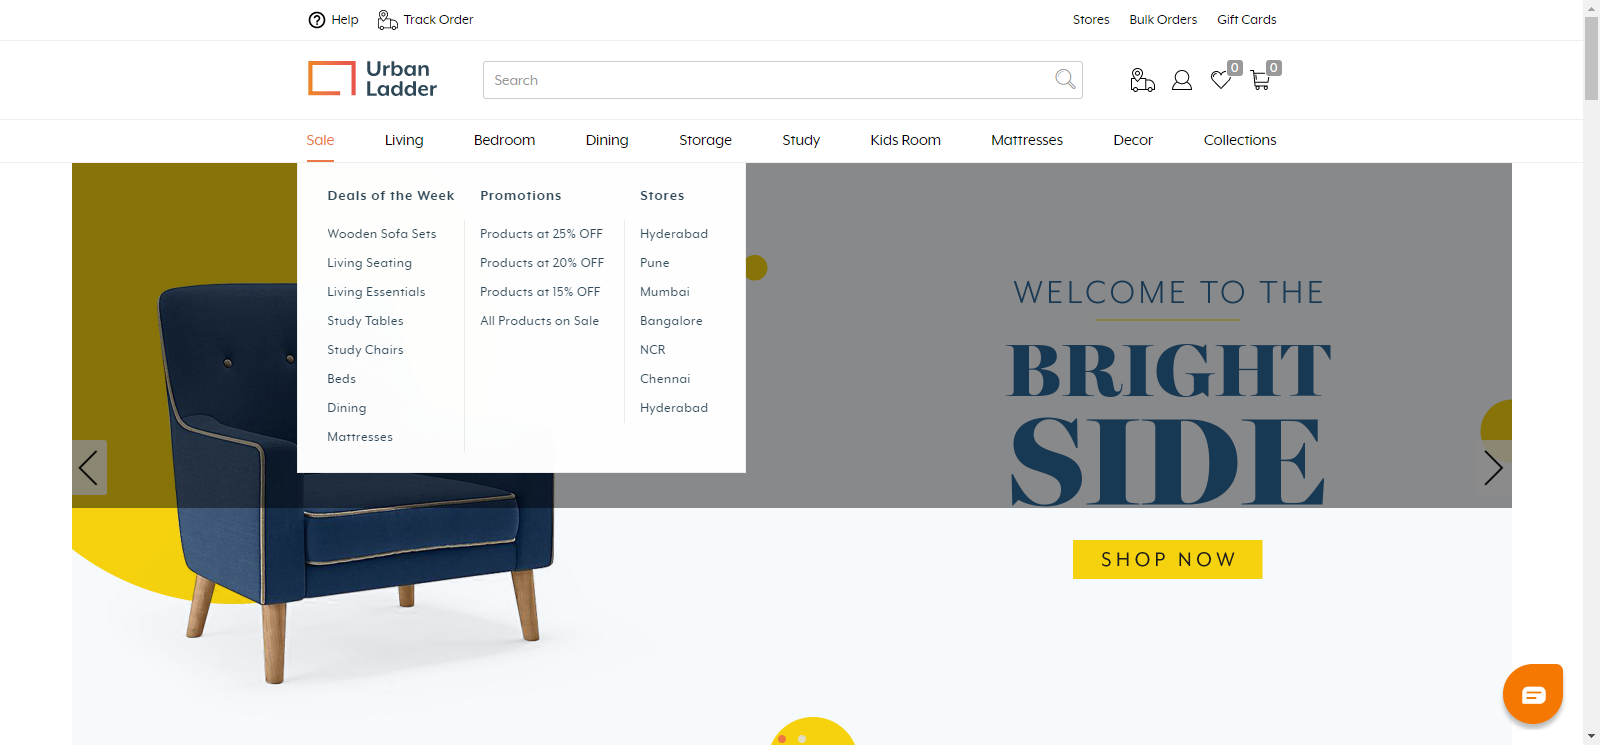 Help
Track Order
Stores
Bulk Orders
Gift Cards
Urban
Ladder
Search
0
0
Sale
Living
Bedroom
Dining
Storage
Study
Kids Room
Mattresses
Decor
Collections
Deals of the Week
Wooden Sofa Sets
Living Seating
Living Essentials
Study Tables
Study Chairs
Beds
Dining
Mattresses
Promotions
Products at 25% OFF
Products at 20% OFF
Products at 15% OFF
All Products on Sale
Stores
Hyderabad
Pune
Mumbai
Bangalore
NCR
Chennai
Hyderabad
WELCOME TO THE
BRIGHT
SIDE
SHOP NOW